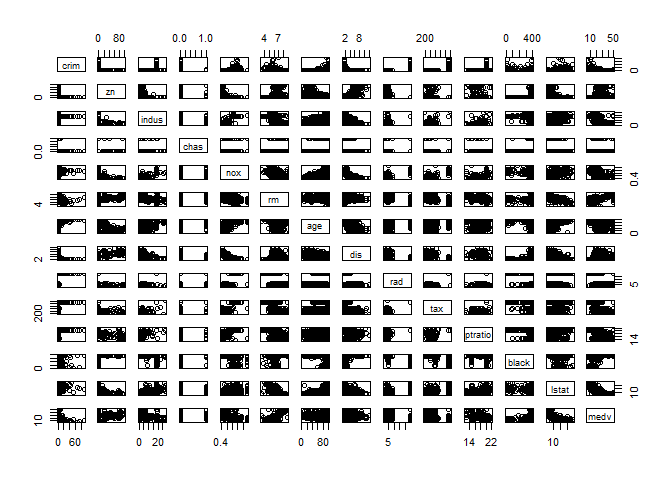 0 80 0.0 1.0 4 7 2 8 200 0 400 10 50
crim 0
0 zn
indus 0
0.0 chas
nox 0.4
4 rm
age 0
2 dis
rad 5
200 tax
ptratio 14
0 black
lstat 10
10 medv
0 60 0 20 0.4 0 80 5 14 22 10